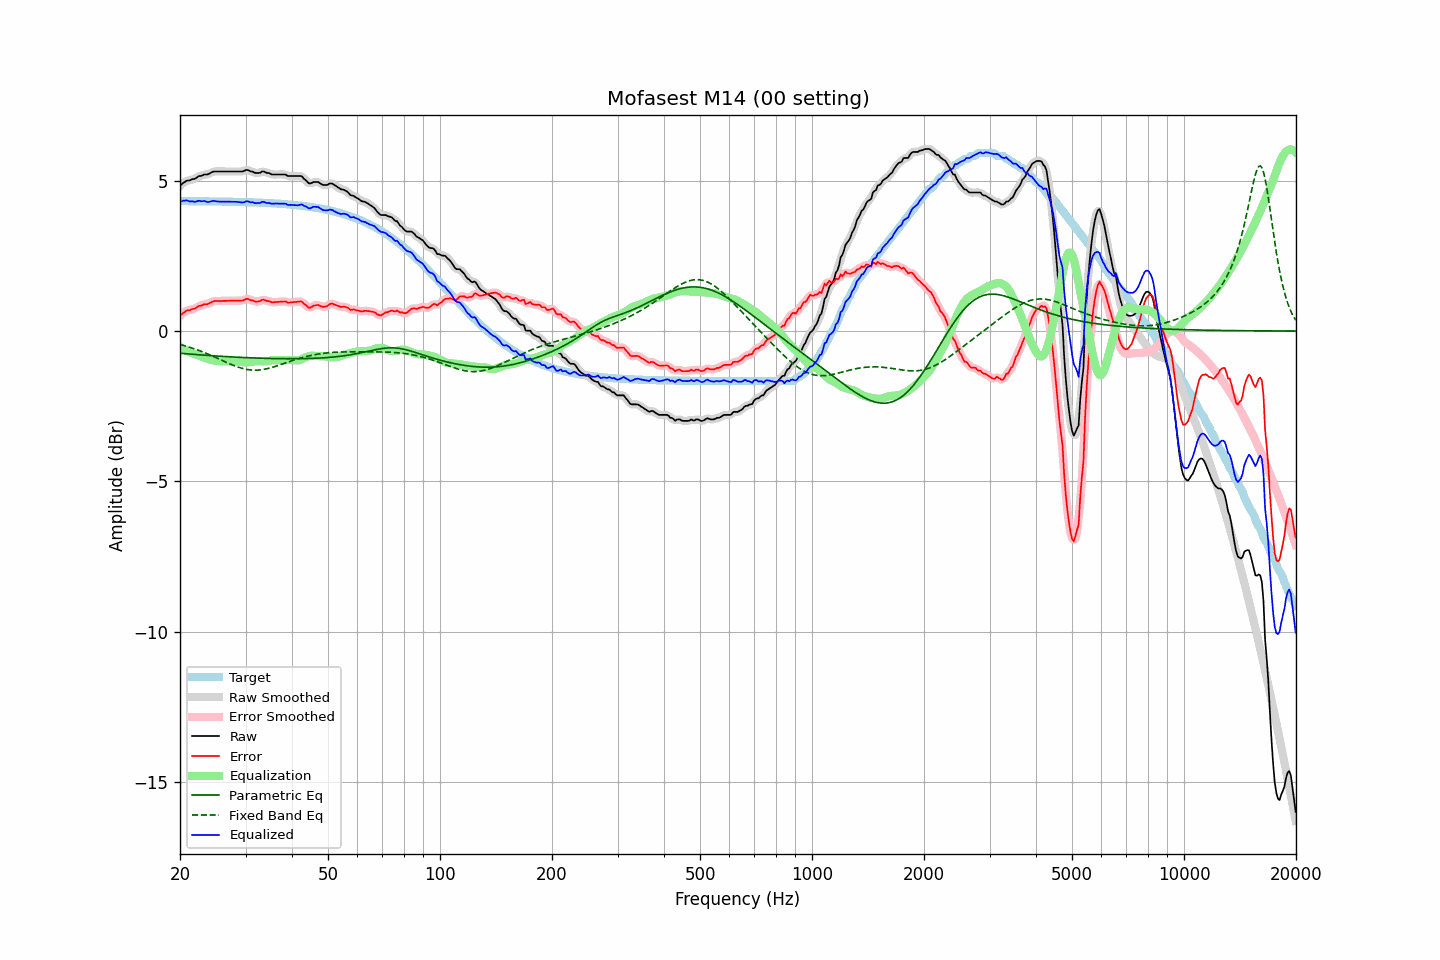 Mofasest M14 (00 setting)
Amplitude (dBr)
5
0
−5
−10
−15
Target
Raw Smoothed
Error Smoothed
Raw
Error
Equalization
Parametric Eq
Fixed Band Eq
Equalized
20 50 100 200 500 1000 2000 5000 10000 20000
Frequency (Hz)